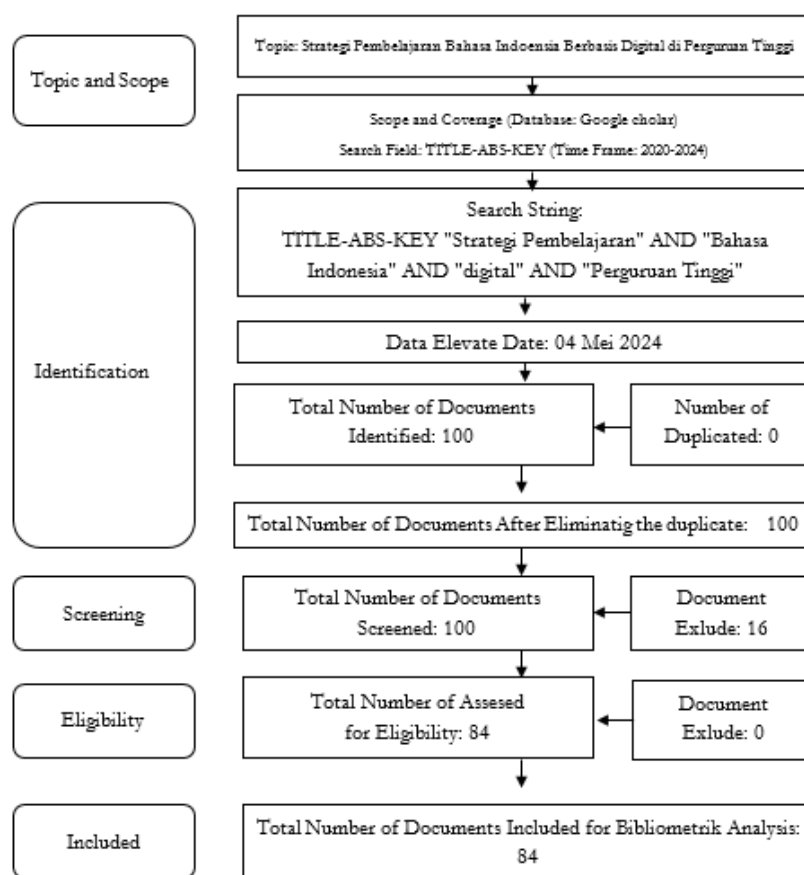 Topic and Scope
Topic: Strategi Pembelajaran Bahasa Indoensia Berbasis Digital di Perguruan Tinggi
Scope and Coverage (Database: Google cholar)
Search Field: TITLE-ABS-KEY (Time Frame: 2020-2024)
Identification
Search String:
TITLE-ABS-KEY "Strategi Pembelajaran" AND "Bahasa
Indonesia" AND "digital" AND "Perguruan Tinggi"
Data Elevate Date: 04 Mei 2024
Total Number of Documents
Identified: 100
Number of
Duplicated: 0
Total Number of Documents After Eliminatig the duplicate: 100
Screening
Total Number of Documents
Screened: 100
Document
Exlude: 16
Eligibility
Total Number of Assesed
for Eligibility: 84
Document
Exlude: 0
Included
Total Number of Documents Included for Bibliometrik Analysis:
84